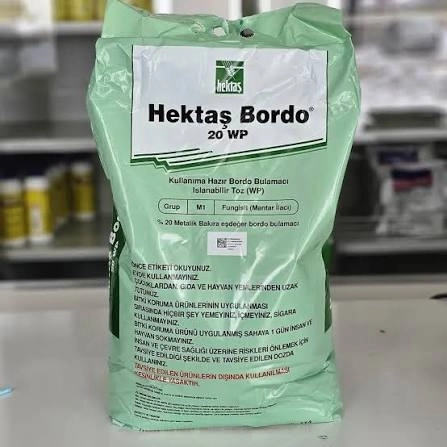 hektaş
Hektaş Bordo®
20 WP
Kullanıma Hazır Bordo Bulamacı
Islanabilir Toz (WP)
Grup M1 Fungisit (Mantar İlacı)
% 20 Metalik Bakıra eşdeğer bordo bulamacı
ÖNCE ETİKETİ OKUYUNUZ.
EVDE KULLANMAYINIZ.
ÇOCUKLARDAN, GIDA VE HAYVAN YEMLERİNDEN UZAK
TUTUNUZ.
BİTKİ KORUMA ÜRÜNLERİNİN UYGULANMASI
SIRASINDA HİÇBİR ŞEY YEMEYİNİZ, İÇMEYİNİZ, SİGARA
KULLANMAYINIZ.
BİTKİ KORUMA ÜRÜNÜ UYGULANMIŞ SAHAYA 1 GÜN İNSAN VE
HAYVAN SOKMAYINIZ.
İNSAN VE ÇEVRE SAĞLIĞI ÜZERİNE RİSKLERİ ÖNLEMEK İÇİN
TAVSİYE EDİLDİĞİ ŞEKİLDE VE TAVSİYE EDİLEN DOZDA
KULLANINIZ.
TAVSİYE EDİLEN ÜRÜNLERİN DIŞINDA KULLANILMASI
KESİNLİKLE YASAKTIR.